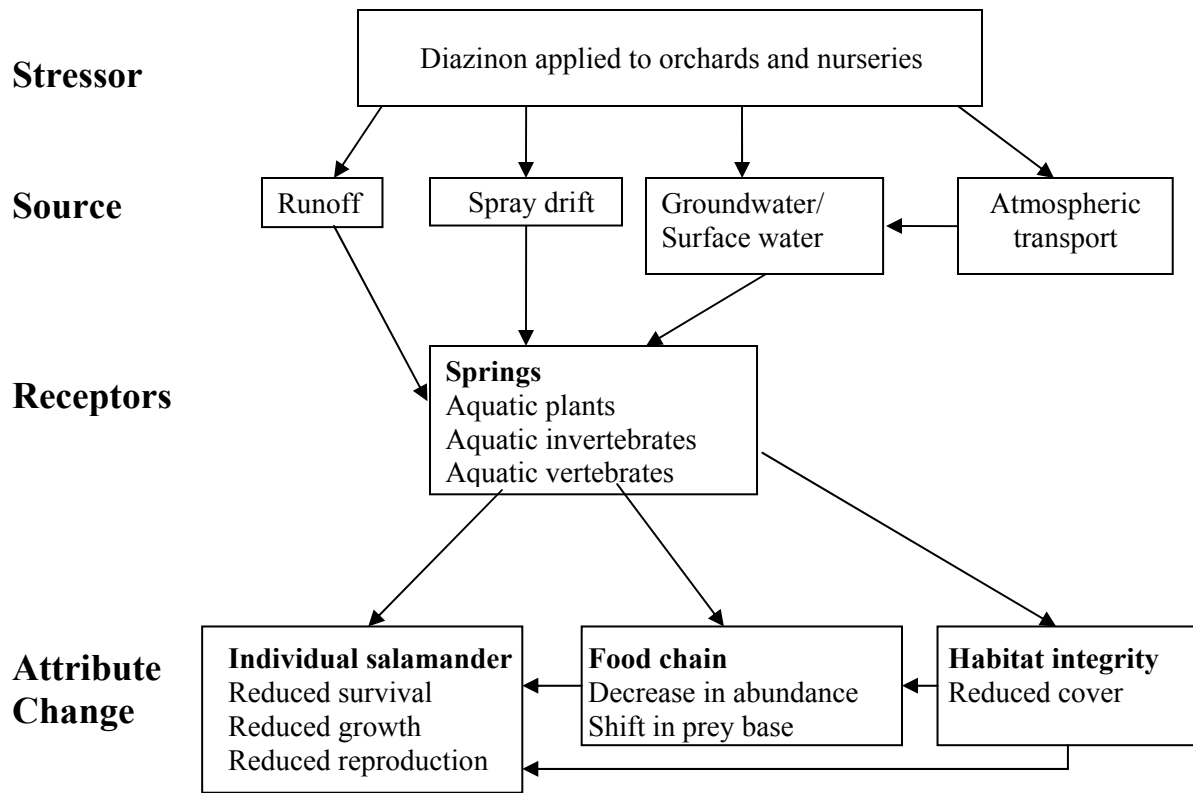 Stressor
Diazinon applied to orchards and nurseries
Source
Runoff
Spray drift
Groundwater/
Surface water
Atmospheric
transport
Receptors
Springs
Aquatic plants
Aquatic invertebrates
Aquatic vertebrates
Attribute
Change
Individual salamander
Reduced survival
Reduced growth
Reduced reproduction
Food chain
Decrease in abundance
Shift in prey base
Habitat integrity
Reduced cover